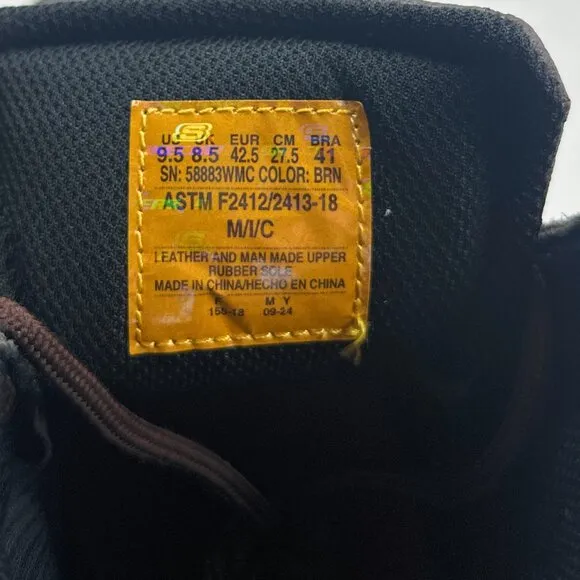 US UK EUR CM BRA
9.5 8.5 42.5 27.5 41
SN: 58883WMC COLOR: BRN
ASTM F2412/2413-18
M/I/C
LEATHER AND MAN MADE UPPER
RUBBER SOLE
MADE IN CHINA/HECHO EN CHINA
F M Y
09-24